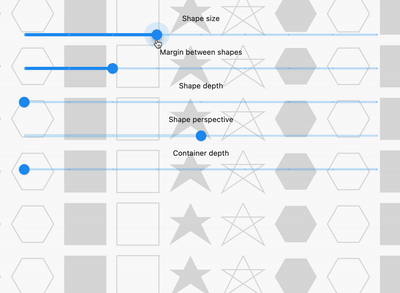 Shape size
Margin between shapes
Shape depth
Shape perspective
Container depth